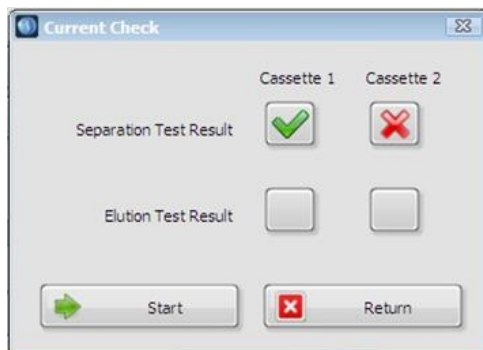 Current Check
Cassette 1 Cassette 2
Separation Test Result
Elution Test Result
Start Return